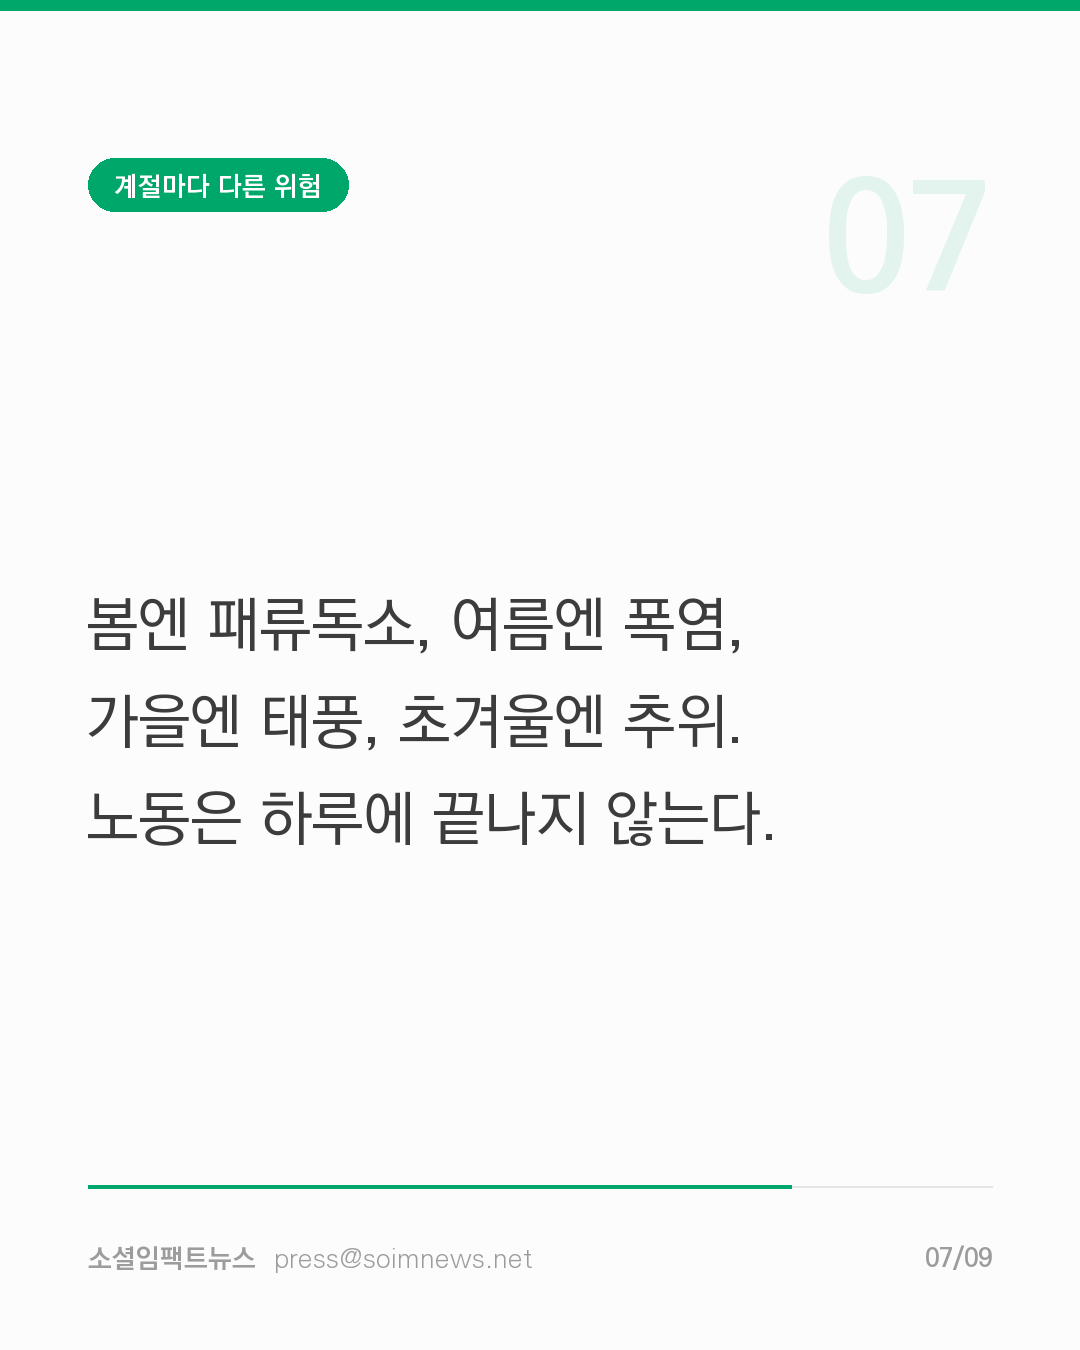 계절마다 다른 위험
07
봄엔 패류독소, 여름엔 폭염,
가을엔 태풍, 초겨울엔 추위.
노동은 하루에 끝나지 않는다.
소셜임팩트뉴스 press@soimnews.net
07/09